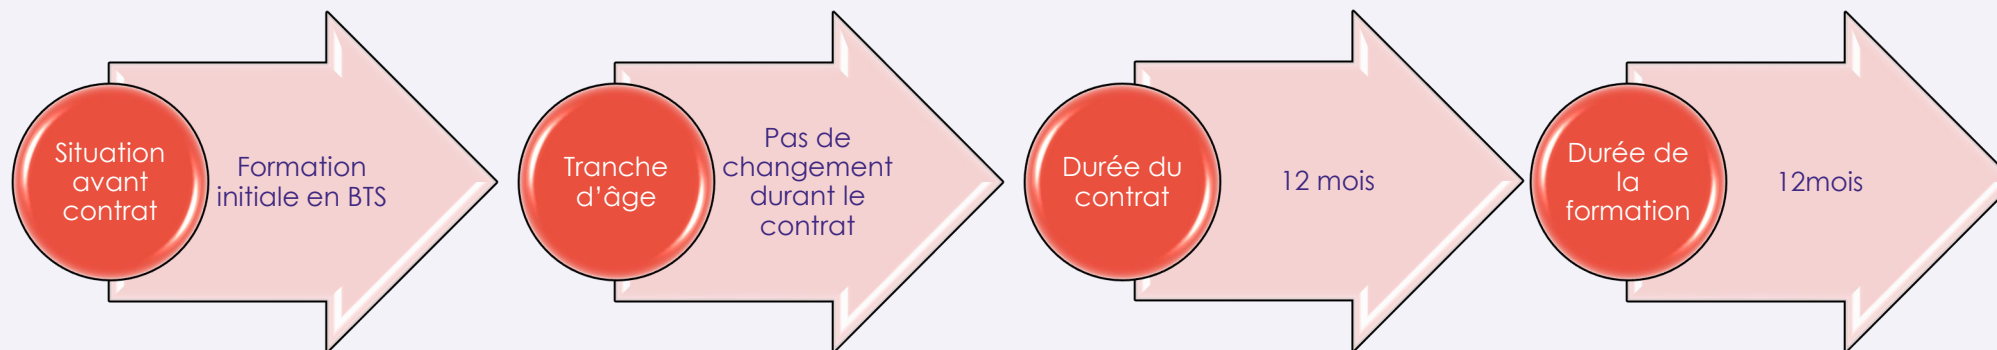 Situation
avant
contrat
Formation
initiale en BTS
Tranche
d’âge
Pas de
changement
durant le
contrat
Durée du
contrat
12 mois
Durée de
la
formation
12mois